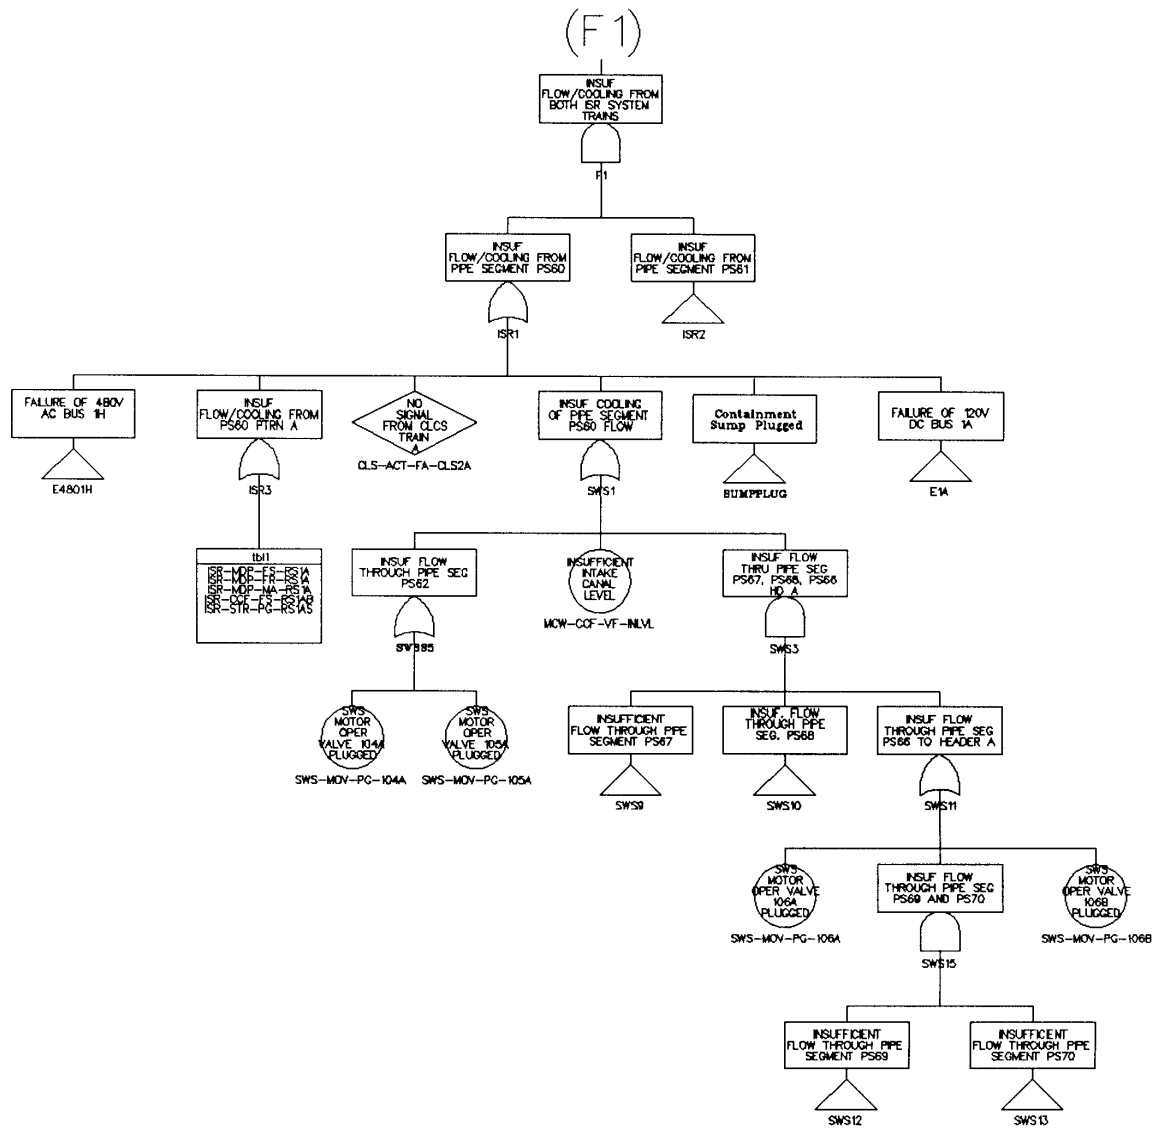 (F1)
INSUF
FLOW/COOLING FROM
BOTH ISR SYSTEM
TRAINS
F1
INSUF
FLOW/COOLING FROM
PIPE SEGMENT PS60
ISR1
INSUF
FLOW/COOLING FROM
PIPE SEGMENT PS61
ISR2
FAILURE OF 480V
AC BUS 1H
E4801H
INSUF
FLOW/COOLING FROM
PS60 PTRN A
ISR3
NO
SIGNAL
FROM CLCS
TRAIN
A
CLS-ACT-FA-CLS2A
INSUF COOLING
OF PIPE SEGMENT
PS60 FLOW
SWS1
Containment
Sump Plugged
SUMPPLUG
FAILURE OF 120V
DC BUS 1A
E1A
tbl1
ISR-MDP-FS-RS1A
ISR-MDP-FR-RS1A
ISR-MDP-MA-RS1A
ISR-CCF-FS-RS1AB
ISR-STR-PG-RS1AS
INSUF FLOW
THROUGH PIPE SEG
PS62
INSUFFICIENT
INTAKE
CANAL
LEVEL
MCW-CCF-VF-INLVL
INSUF FLOW
THRU PIPE SEG
PS67, PS68, PS66
HD A
SWS3
SWS
MOTOR
OPER
VALVE 104A
PLUGGED
SWS-MOV-PG-104A
SWS
MOTOR
OPER
VALVE 105A
PLUGGED
SWS-MOV-PG-105A
INSUFFICIENT
FLOW THROUGH PIPE
SEGMENT PS67
SWS9
INSUF. FLOW
THROUGH PIPE
SEG. PS68
SWS10
INSUF FLOW
THROUGH PIPE SEG
PS66 TO HEADER A
SWS11
SWS
MOTOR
OPER VALVE
106A
PLUGGED
SWS-MOV-PG-106A
INSUF FLOW
THROUGH PIPE SEG
PS69 AND PS70
SWS15
SWS
MOTOR
OPER VALVE
106B
PLUGGED
SWS-MOV-PG-106B
INSUFFICIENT
FLOW THROUGH PIPE
SEGMENT PS69
SWS12
INSUFFICIENT
FLOW THROUGH PIPE
SEGMENT PS70
SWS13